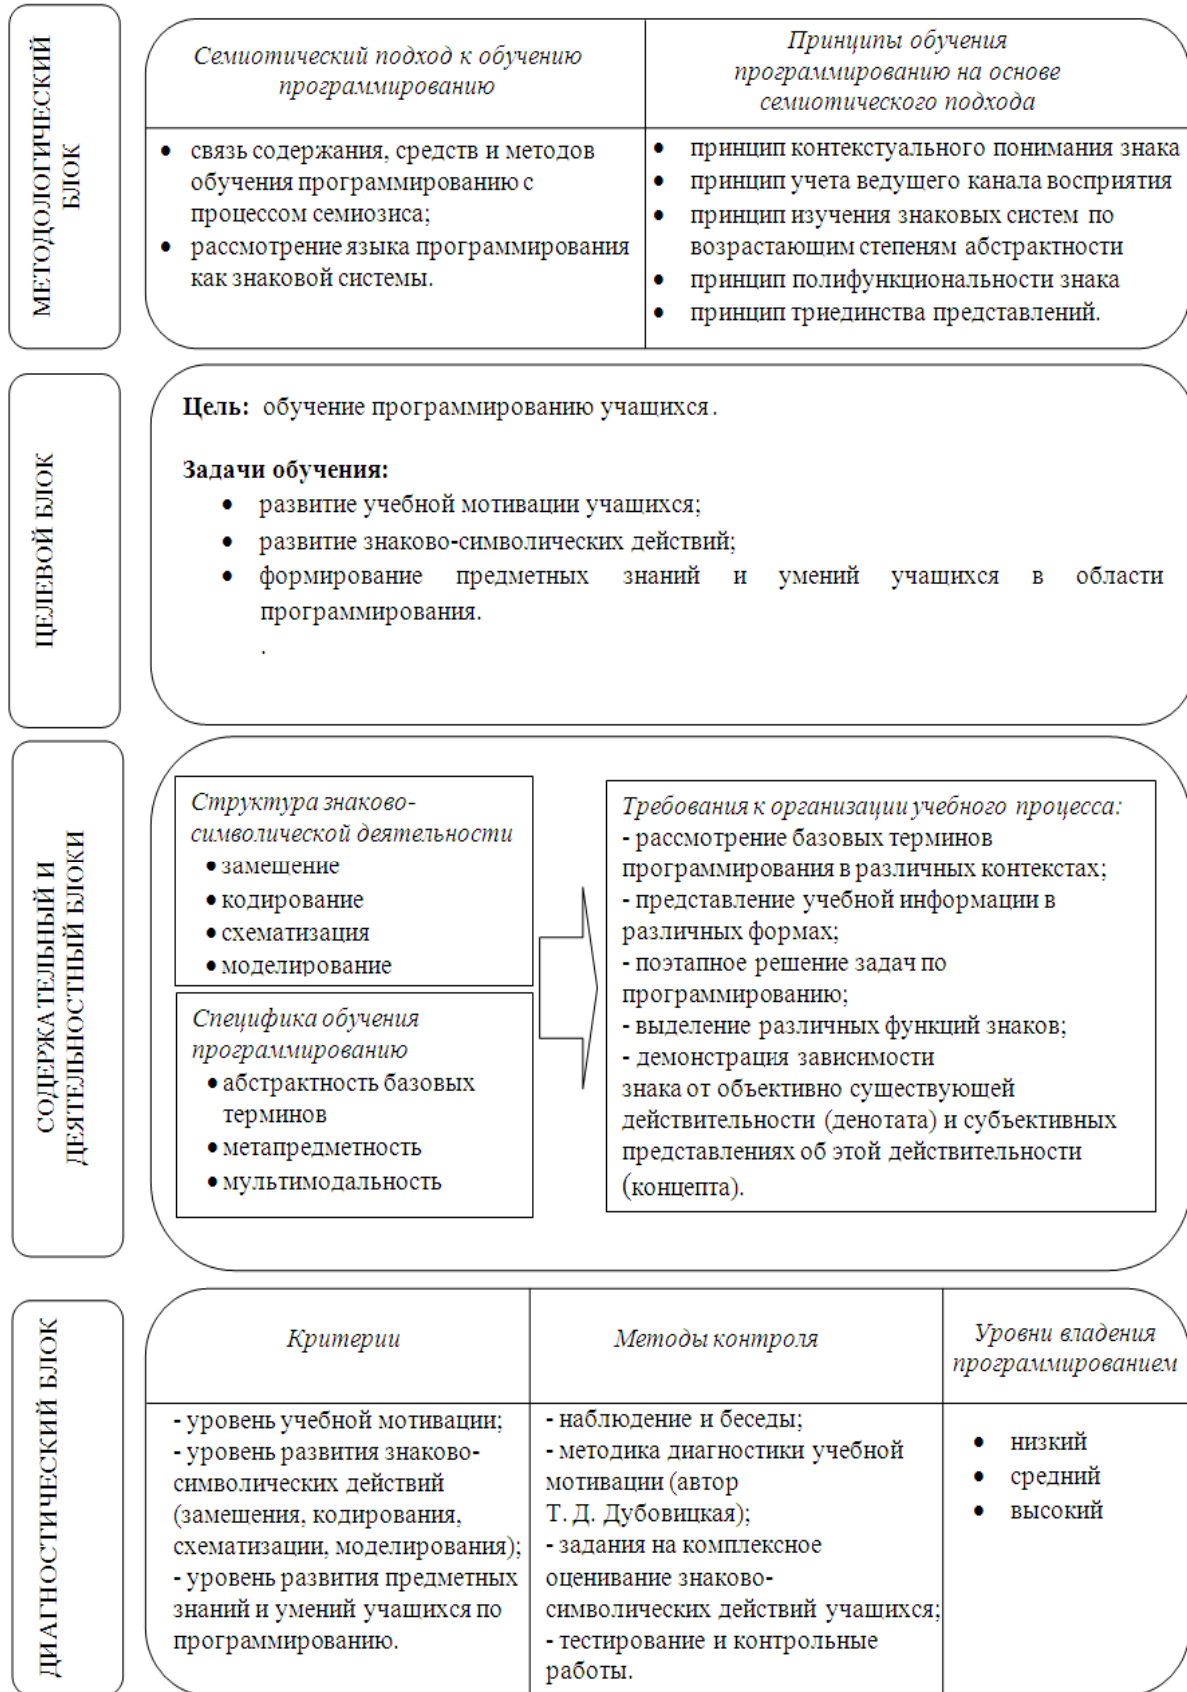 МЕТОДОЛОГИЧЕСКИЙ
БЛОК
Семиотический подход к обучению
программированию
Принципы обучения
программированию на основе
семиотического подхода
• связь содержания, средств и методов
обучения программированию с
процессом семиозиса;
• рассмотрение языка программирования
как знаковой системы.
• принцип контекстуального понимания знака
• принцип учета ведущего канала восприятия
• принцип изучения знаковых систем по
возрастающим степеням абстрактности
• принцип полифункциональности знака
• принцип триединства представлений.
ЦЕЛЕВОЙ БЛОК
Цель: обучение программированию учащихся.
Задачи обучения:
• развитие учебной мотивации учащихся;
• развитие знаково-символических действий;
• формирование предметных знаний и умений учащихся в области
программирования.
.
СОДЕРЖАТЕЛЬНЫЙ И
ДЕЯТЕЛЬНОСТНЫЙ БЛОКИ
Структура знаково-
символической деятельности
• замещение
• кодирование
• схематизация
• моделирование
Специфика обучения
программированию
• абстрактность базовых
терминов
• метапредметность
• мультимодальность
Требования к организации учебного процесса:
- рассмотрение базовых терминов
программирования в различных контекстах;
- представление учебной информации в
различных формах;
- поэтапное решение задач по
программированию;
- выделение различных функций знаков;
- демонстрация зависимости
знака от объективно существующей
действительности (денотата) и субъективных
представлениях об этой действительности
(концепта).
ДИАГНОСТИЧЕСКИЙ БЛОК
Критерии
Методы контроля
Уровни владения
программированием
- уровень учебной мотивации;
- уровень развития знаково-
символических действий
(замещения, кодирования,
схематизации, моделирования);
- уровень развития предметных
знаний и умений учащихся по
программированию.
- наблюдение и беседы;
- методика диагностики учебной
мотивации (автор
Т. Д. Дубовицкая);
- задания на комплексное
оценивание знаково-
символических действий учащихся;
- тестирование и контрольные
работы.
• низкий
• средний
• высокий